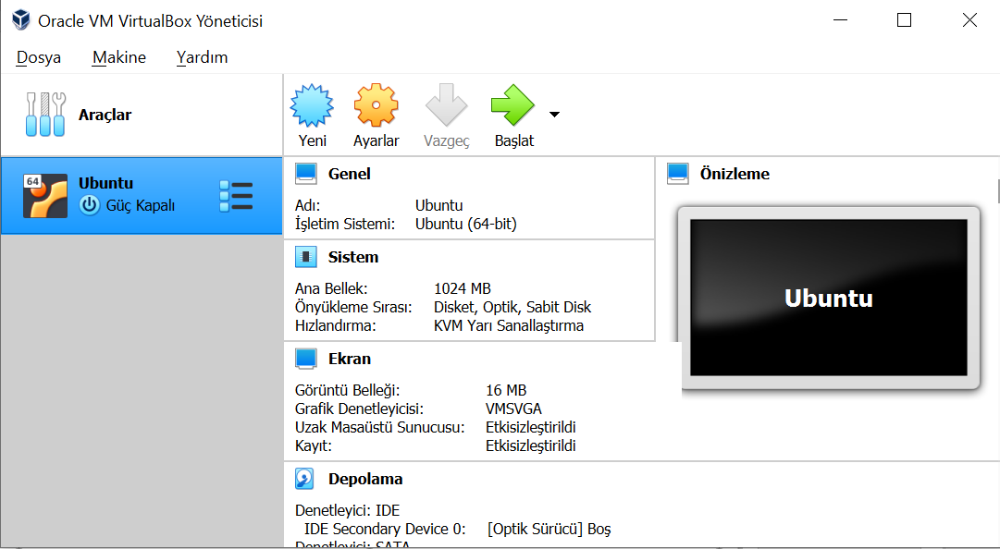 Oracle VM VirtualBox Yöneticisi
Dosya Makine Yardım
Araçlar
Yeni Ayarlar Vazgeç Başlat
64
Ubuntu
Güç Kapalı
Genel
Adı: Ubuntu
İşletim Sistemi: Ubuntu (64-bit)
Sistem
Ana Bellek: 1024 MB
Önyükleme Sırası: Disket, Optik, Sabit Disk
Hızlandırma: KVM Yarı Sanallaştırma
Önizleme
Ubuntu
Ekran
Görüntü Belleği: 16 MB
Grafik Denetleyicisi: VMSVGA
Uzak Masaüstü Sunucusu: Etkisizleştirildi
Kayıt: Etkisizleştirildi
Depolama
Denetleyici: IDE
IDE Secondary Device 0: [Optik Sürücü] Boş
Denetleyici: SATA